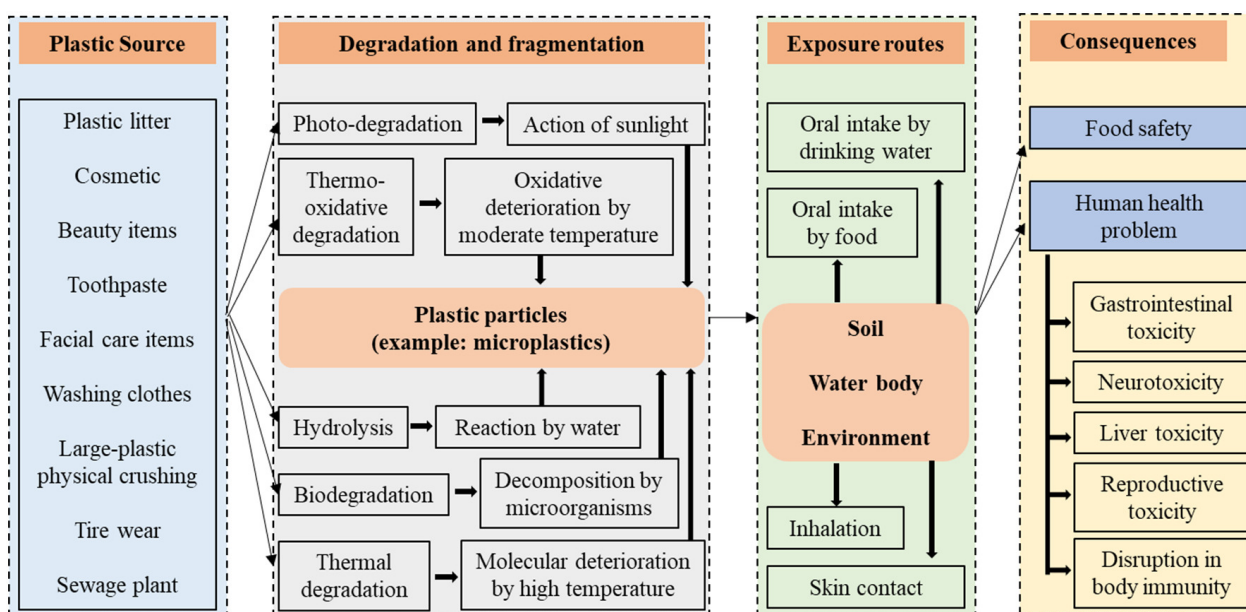 Plastic Source
Plastic litter
Cosmetic
Beauty items
Toothpaste
Facial care items
Washing clothes
Large-plastic
physical crushing
Tire wear
Sewage plant
Degradation and fragmentation
Photo-degradation
Action of sunlight
Thermo-
oxidative
degradation
Oxidative
deterioration by
moderate temperature
Plastic particles
(example: microplastics)
Hydrolysis
Reaction by water
Biodegradation
Decomposition by
microorganisms
Thermal
degradation
Molecular deterioration
by high temperature
Exposure routes
Oral intake by
drinking water
Oral intake
by food
Soil
Water body
Environment
Inhalation
Skin contact
Consequences
Food safety
Human health
problem
Gastrointestinal
toxicity
Neurotoxicity
Liver toxicity
Reproductive
toxicity
Disruption in
body immunity